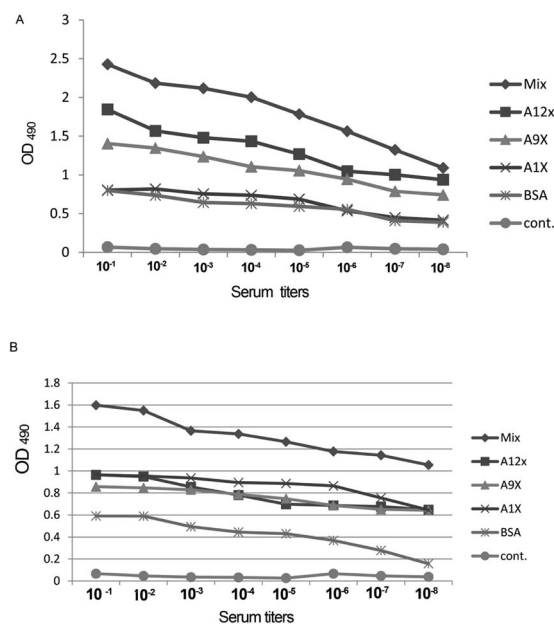 A
3
2.5
2
1.5
1
0.5
0
OD 490
10-1 10-2 10-3 10-4 10-5 10-6 10-7 10-8
Serum titers
Mix
A12x
A9X
A1X
BSA
cont.
B
1.8
1.6
1.4
1.2
1
0.8
0.6
0.4
0.2
0
OD 490
10-1 10-2 10-3 10-4 10-5 10-6 10-7 10-8
Serum titers
Mix
A12x
A9X
A1X
BSA
cont.